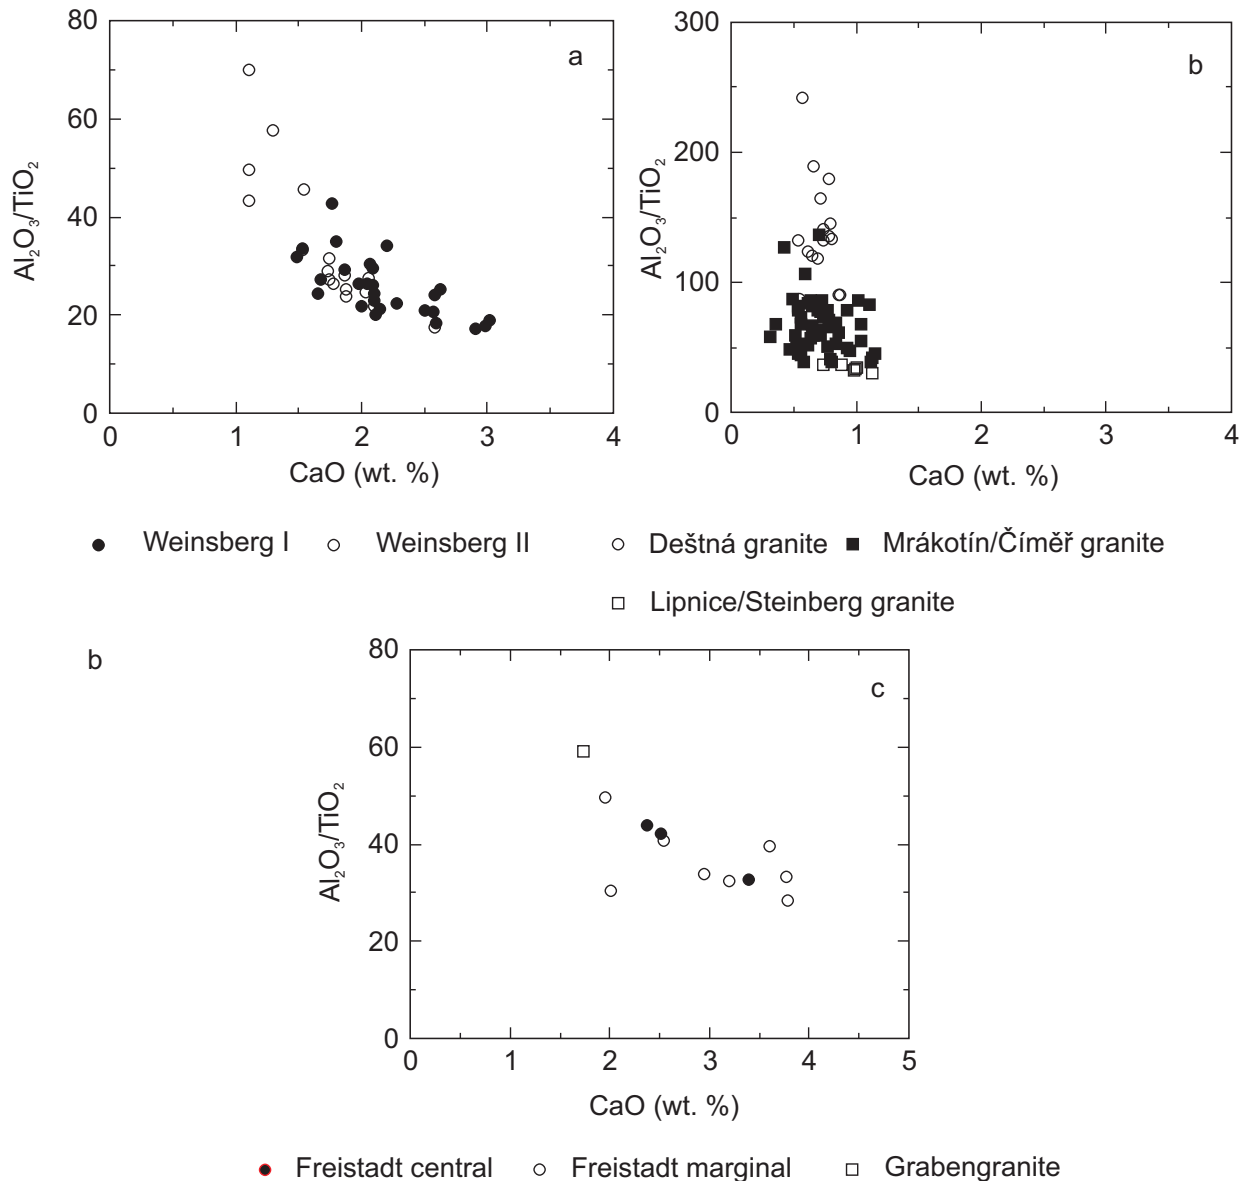 a
80
60
40
20
0
0 1 2 3 4
Al₂O₃/TiO₂
CaO (wt. %)
b
300
200
100
0
0 1 2 3 4
Al₂O₃/TiO₂
CaO (wt. %)
Weinsberg I Weinsberg II
Deštná granite Mrákotín/Číměř granite
Lipnice/Steinberg granite
b
c
80
60
40
20
0
0 1 2 3 4 5
Al₂O₃/TiO₂
CaO (wt. %)
Freistadt central Freistadt marginal Grabengranite